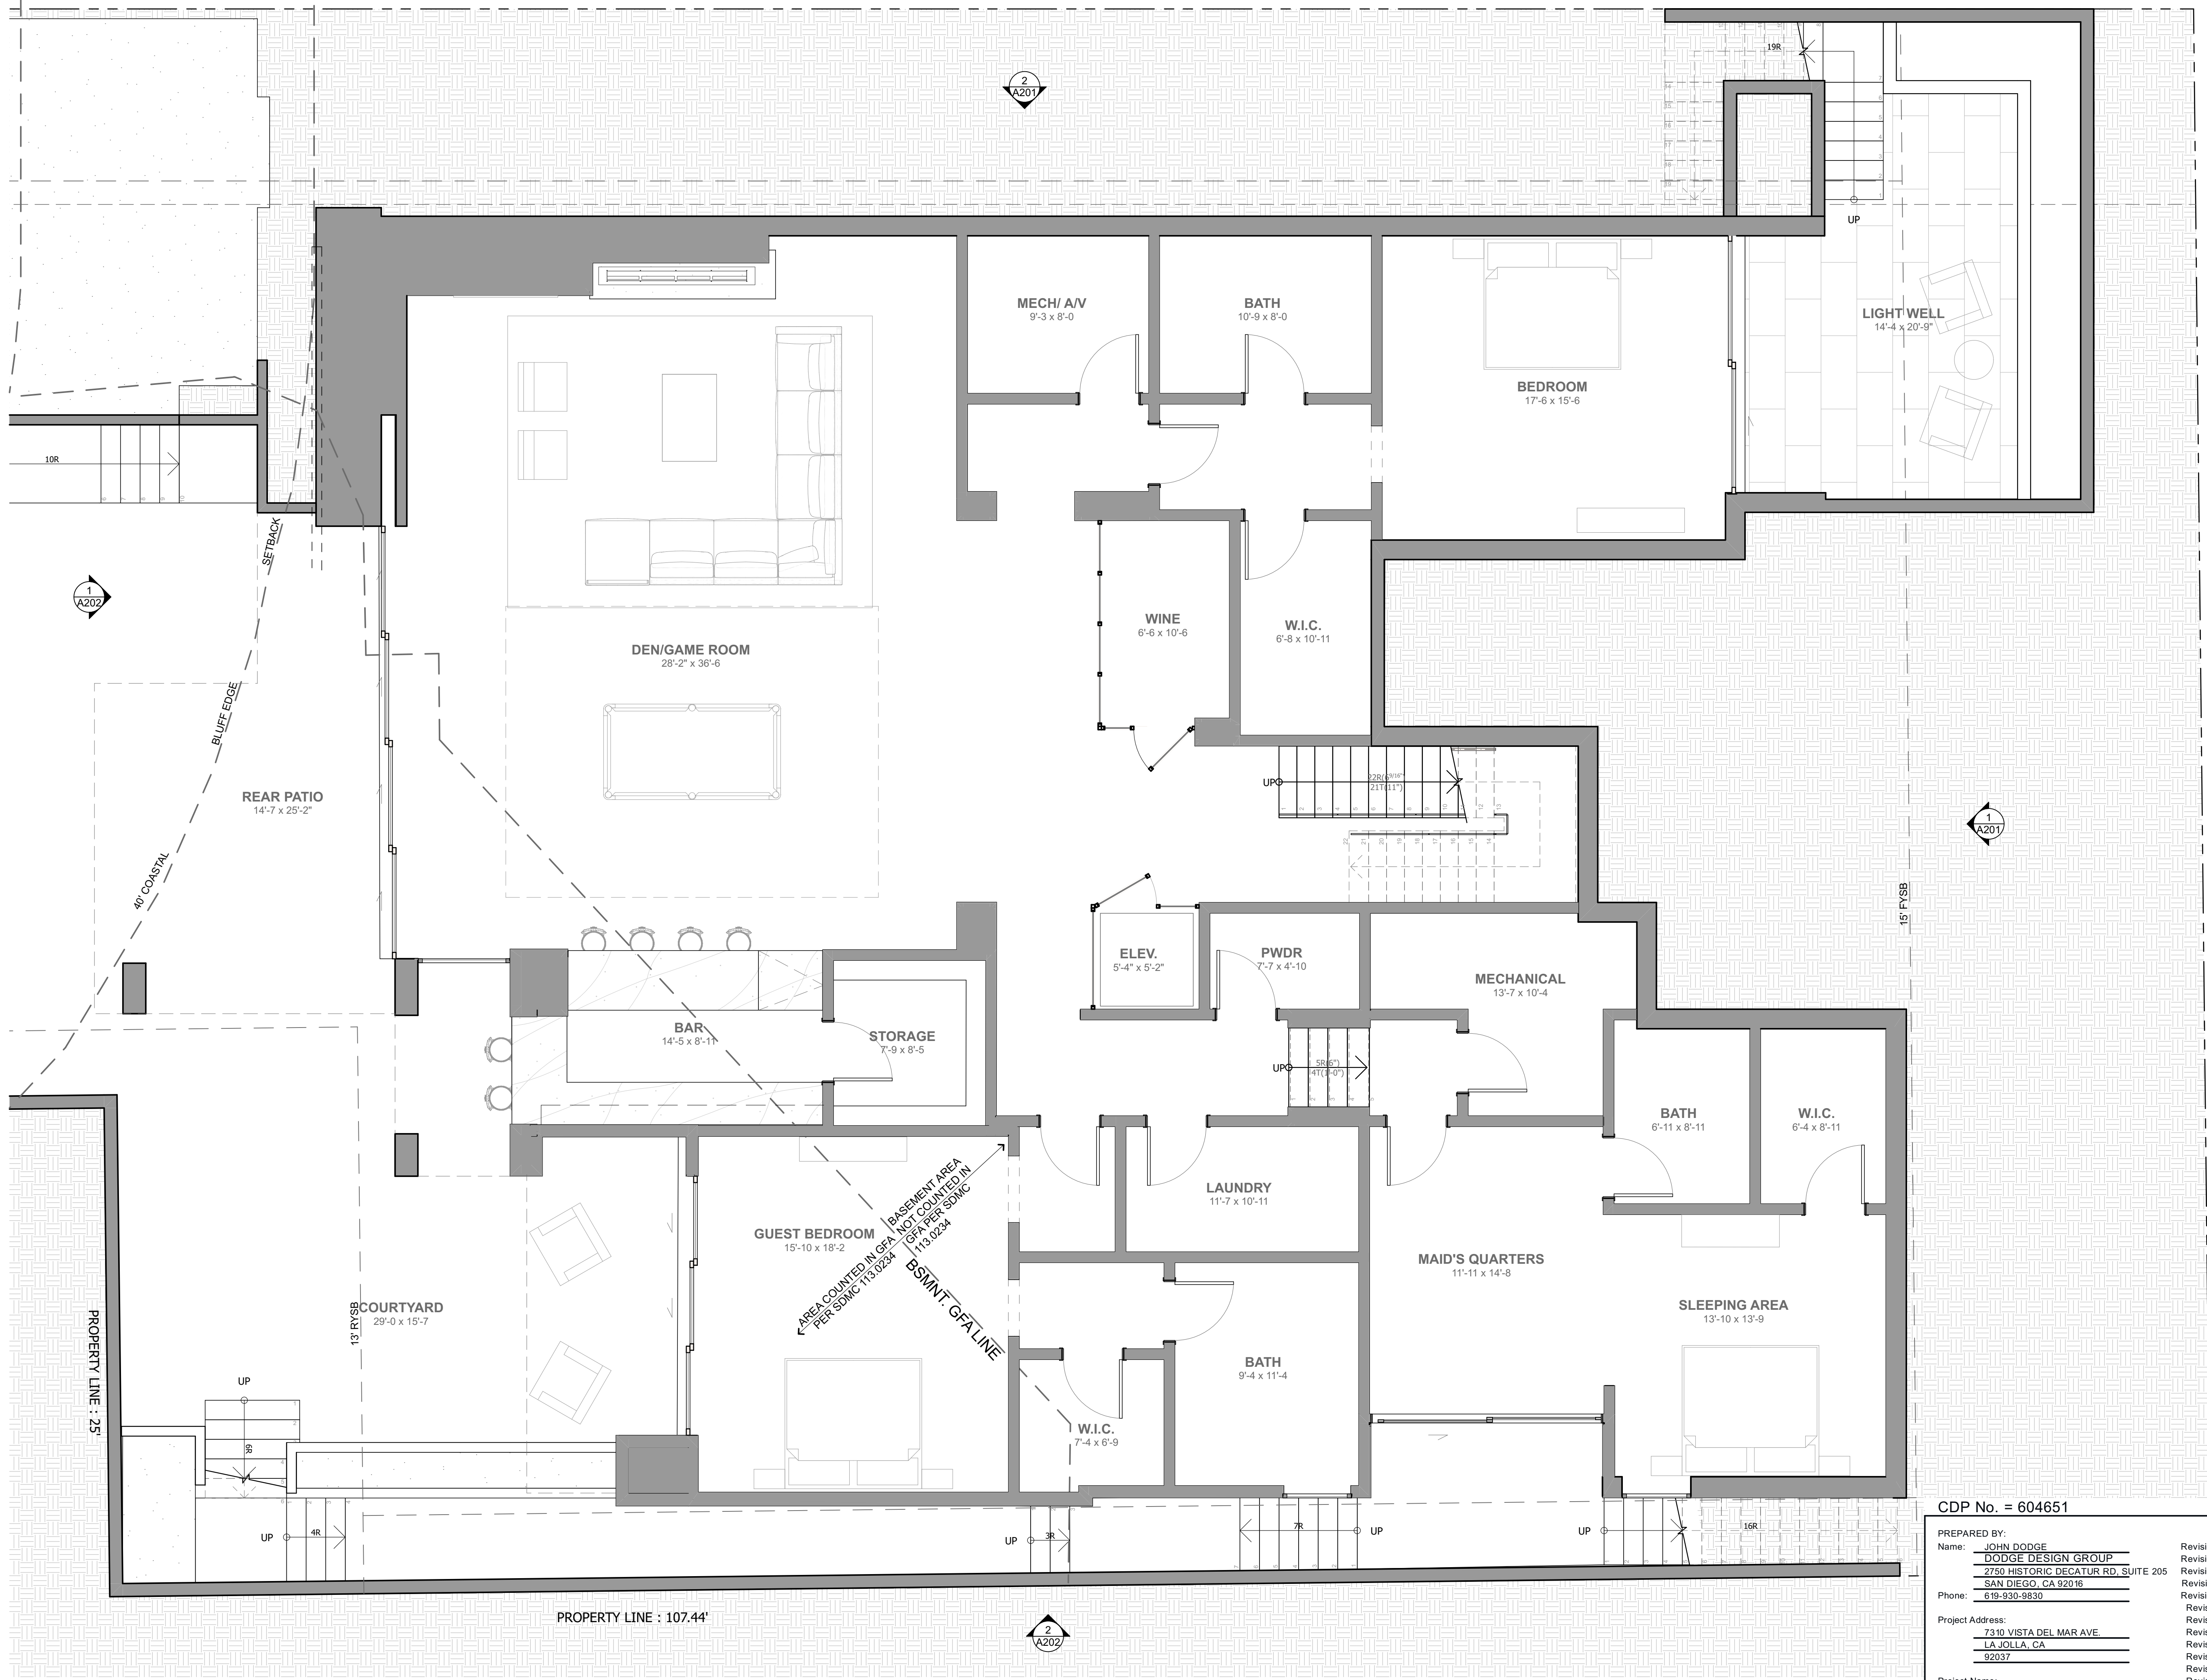 2
A201
19R
UP
MECH/ A/V
9'-3 x 8'-0
BATH
10'-9 x 8'-0
LIGHT WELL
14'-4 x 20'-9"
BEDROOM
17'-6 x 15'-6
10R
SETBACK
1
A202
WINE
6'-6 x 10'-6
W.I.C.
6'-8 x 10'-11
DEN/GAME ROOM
28'-2" x 36'-6
BLUFF EDGE
REAR PATIO
14'-7 x 25'-2"
UP
22R(6 9/16")
21T(11")
1
A201
40' COASTAL
15' FYSB
ELEV.
5'-4" x 5'-2"
PWDR
7'-7 x 4'-10
MECHANICAL
13'-7 x 10'-4
BAR
14'-5 x 8'-11
STORAGE
7'-9 x 8'-5
UP
5R(6")
4T(1'-0")
BATH
6'-11 x 8'-11
W.I.C.
6'-4 x 8'-11
LAUNDRY
11'-7 x 10'-11
GUEST BEDROOM
15'-10 x 18'-2
BASEMENT AREA
NOT COUNTED IN
GFA PER SDMC
113.0234
AREA COUNTED IN GFA
PER SDMC 113.0234
BSMNT. GFA LINE
MAID'S QUARTERS
11'-11 x 14'-8
SLEEPING AREA
13'-10 x 13'-9
13' RYSB
COURTYARD
29'-0 x 15'-7
PROPERTY LINE : 25'
BATH
9'-4 x 11'-4
UP
6R
W.I.C.
7'-4 x 6'-9
UP
4R
UP
3R
7R
UP
UP
16R
PROPERTY LINE : 107.44'
2
A202
CDP No. = 604651
PREPARED BY:
Name: JOHN DODGE
DODGE DESIGN GROUP
2750 HISTORIC DECATUR RD, SUITE 205
SAN DIEGO, CA 92016
Phone: 619-930-9830
Project Address:
7310 VISTA DEL MAR AVE.
LA JOLLA, CA
92037